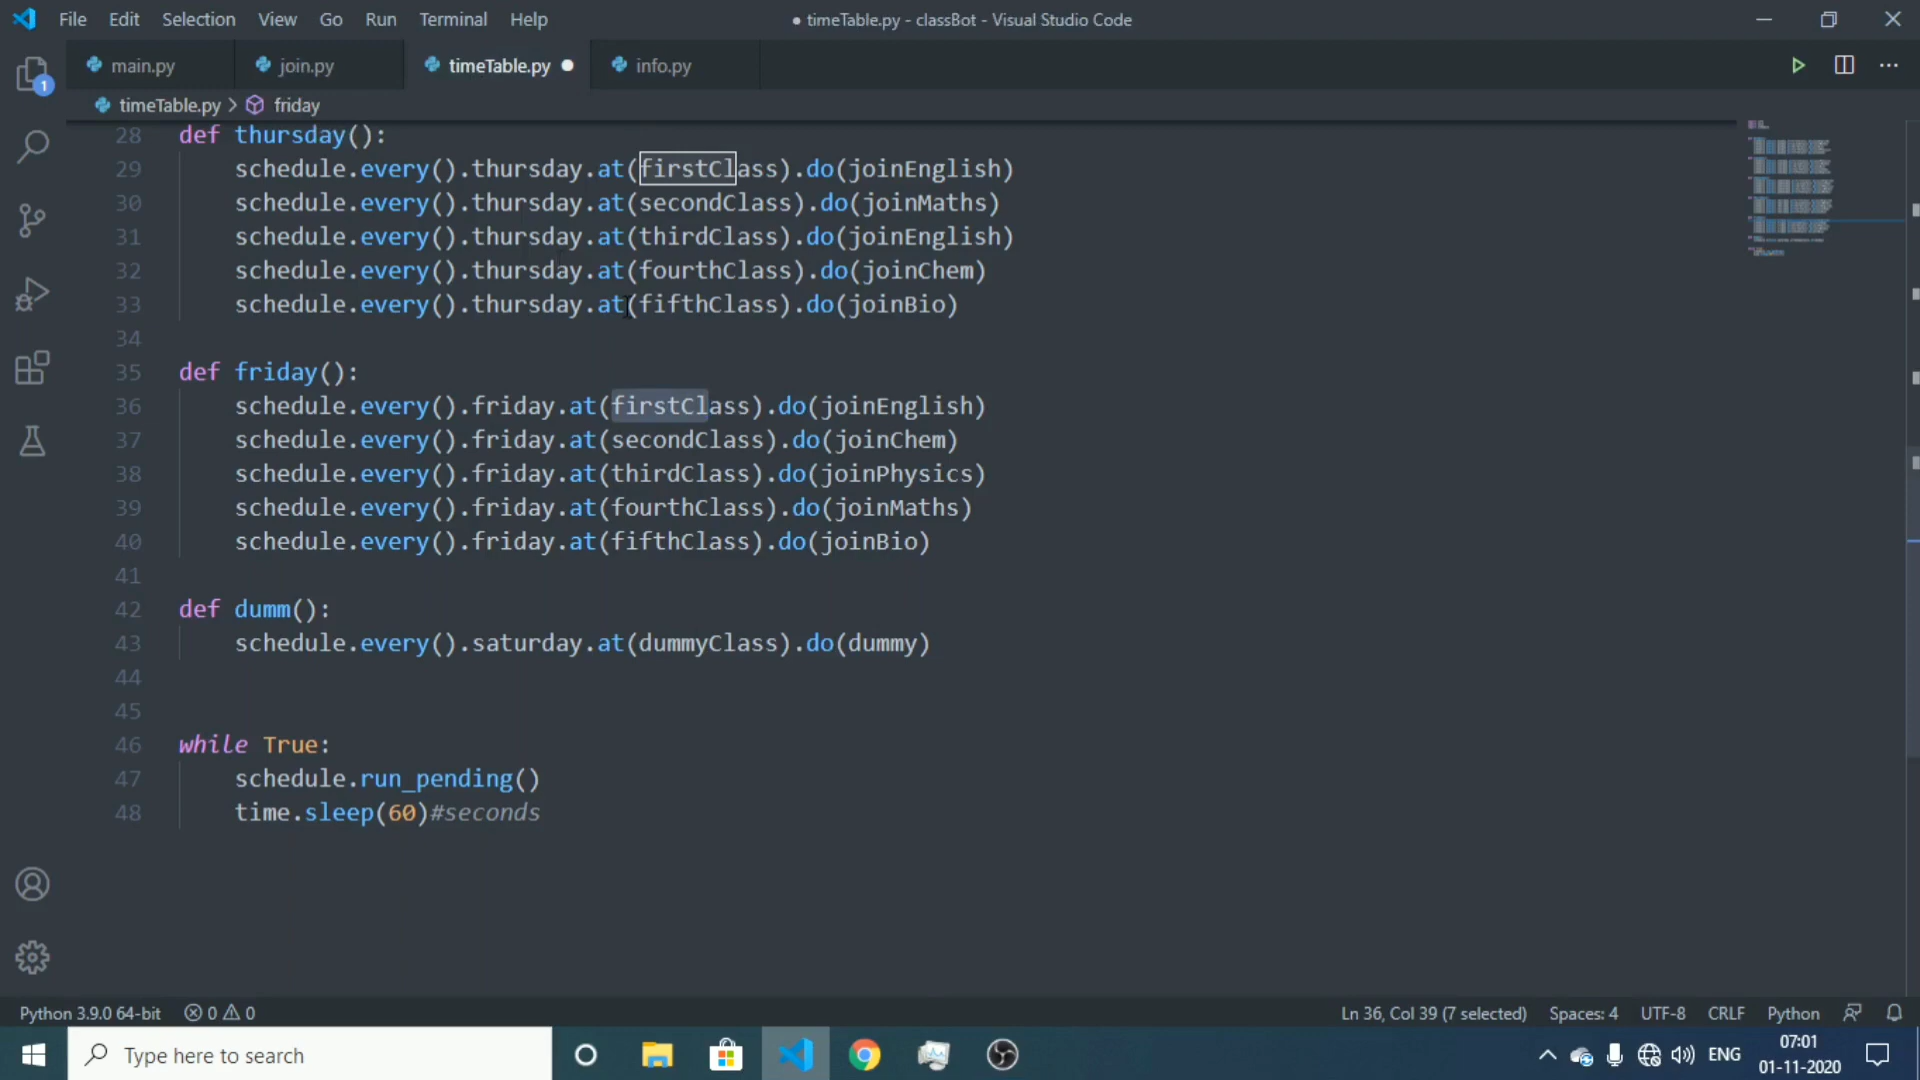 File Edit Selection View Go Run Terminal Help
● timeTable.py - classBot - Visual Studio Code
main.py join.py timeTable.py info.py
timeTable.py > friday
1
28 def thursday():
29 schedule.every().thursday.at(firstClass).do(joinEnglish)
30 schedule.every().thursday.at(secondClass).do(joinMaths)
31 schedule.every().thursday.at(thirdClass).do(joinEnglish)
32 schedule.every().thursday.at(fourthClass).do(joinChem)
33 schedule.every().thursday.at(fifthClass).do(joinBio)
34
35 def friday():
36 schedule.every().friday.at(firstClass).do(joinEnglish)
37 schedule.every().friday.at(secondClass).do(joinChem)
38 schedule.every().friday.at(thirdClass).do(joinPhysics)
39 schedule.every().friday.at(fourthClass).do(joinMaths)
40 schedule.every().friday.at(fifthClass).do(joinBio)
41
42 def dumm():
43 schedule.every().saturday.at(dummyClass).do(dummy)
44
45
46 while True:
47 schedule.run_pending()
48 time.sleep(60)#seconds
Python 3.9.0 64-bit 0 0 Ln 36, Col 39 (7 selected) Spaces: 4 UTF-8 CRLF Python
Type here to search
ENG 07:01
01-11-2020